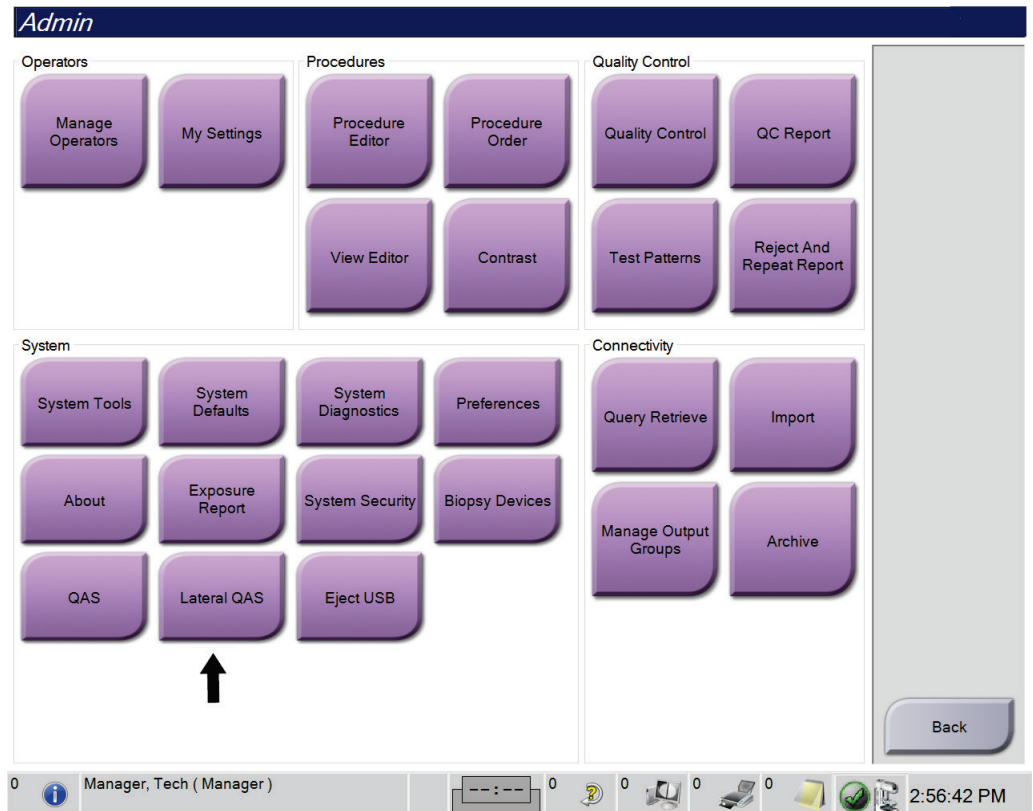 Admin
Operators
Manage
Operators
My Settings
Procedures
Procedure
Editor
Procedure
Order
View Editor
Contrast
Quality Control
Quality Control
QC Report
Test Patterns
Reject And
Repeat Report
System
System Tools
System
Defaults
System
Diagnostics
Preferences
About
Exposure
Report
System Security
Biopsy Devices
QAS
Lateral QAS
Eject USB
Connectivity
Query Retrieve
Import
Manage Output
Groups
Archive
Back
0
Manager, Tech ( Manager )
--:--
0
0
0
0
2:56:42 PM